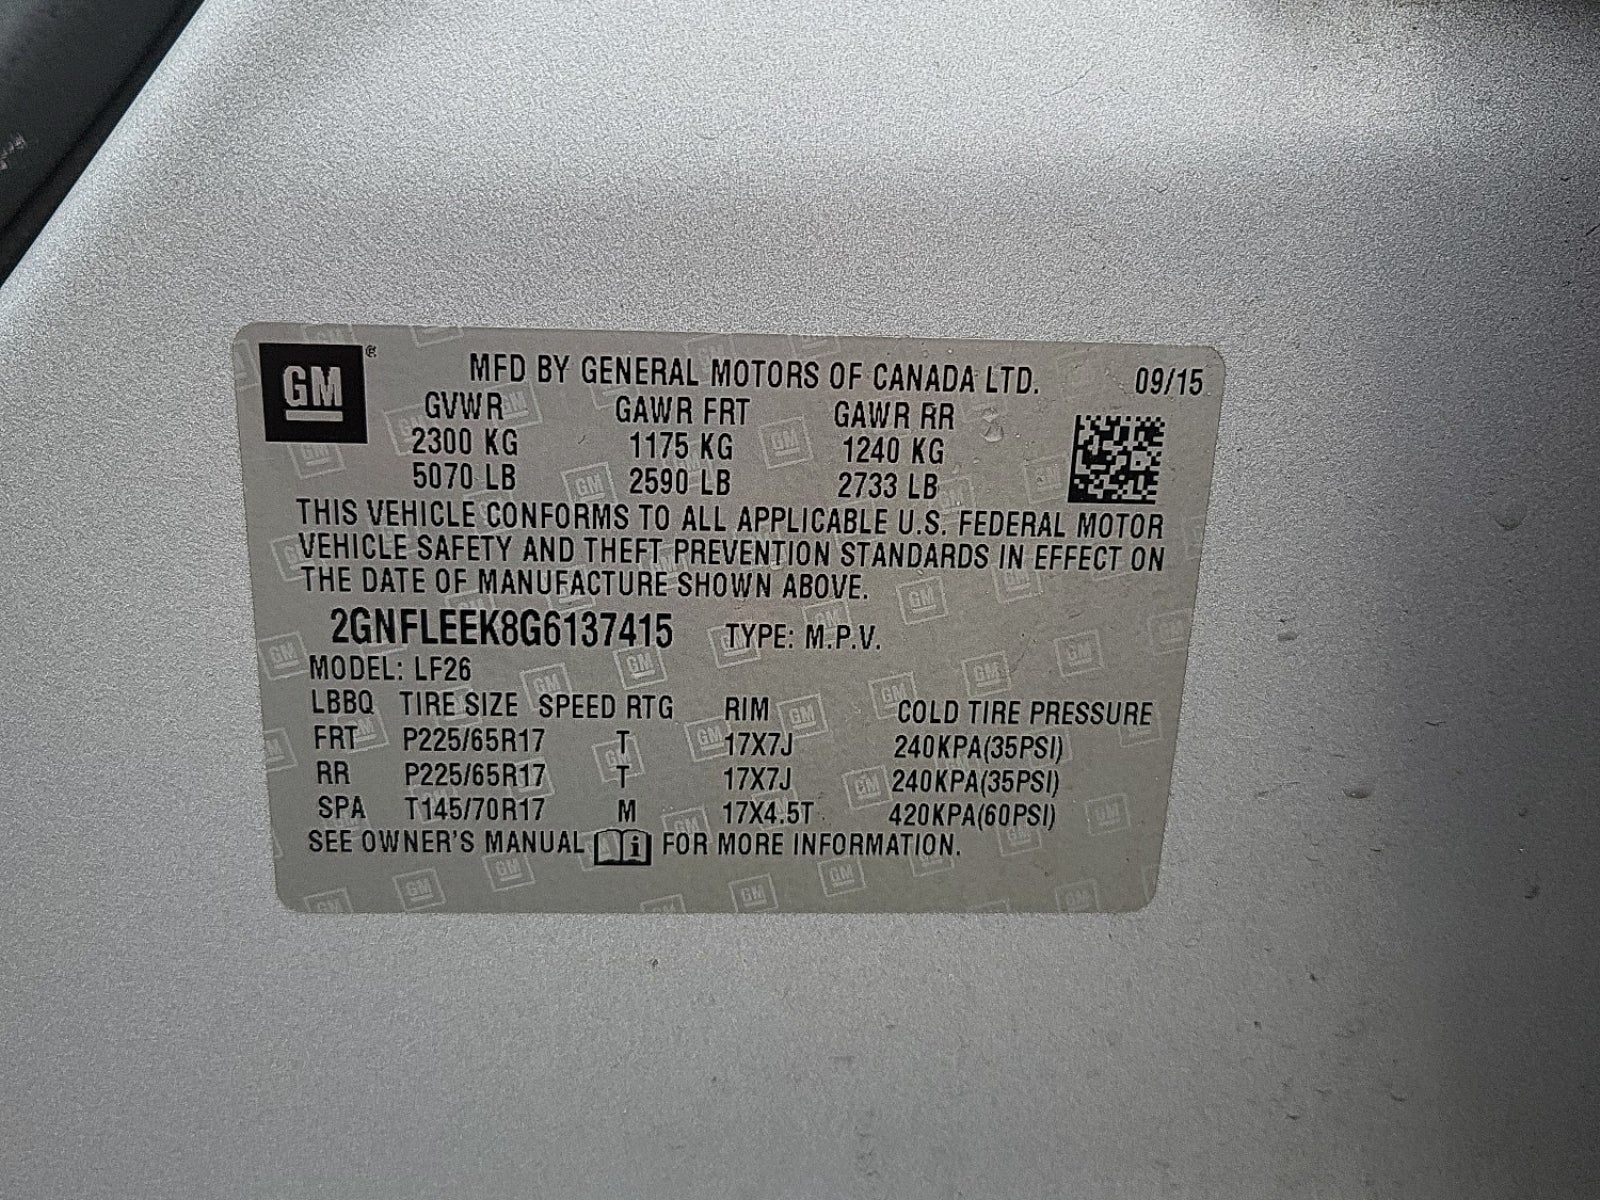 GM ®
MFD BY GENERAL MOTORS OF CANADA LTD. 09/15
GVWR GAWR FRT GAWR RR
2300 KG 1175 KG 1240 KG
5070 LB 2590 LB 2733 LB
THIS VEHICLE CONFORMS TO ALL APPLICABLE U.S. FEDERAL MOTOR
VEHICLE SAFETY AND THEFT PREVENTION STANDARDS IN EFFECT ON
THE DATE OF MANUFACTURE SHOWN ABOVE.
2GNFLEEK8G6137415 TYPE: M.P.V.
MODEL: LF26
LBBQ TIRE SIZE SPEED RTG RIM COLD TIRE PRESSURE
FRT P225/65R17 T 17X7J 240KPA(35PSI)
RR P225/65R17 T 17X7J 240KPA(35PSI)
SPA T145/70R17 M 17X4.5T 420KPA(60PSI)
SEE OWNER'S MANUAL i FOR MORE INFORMATION.